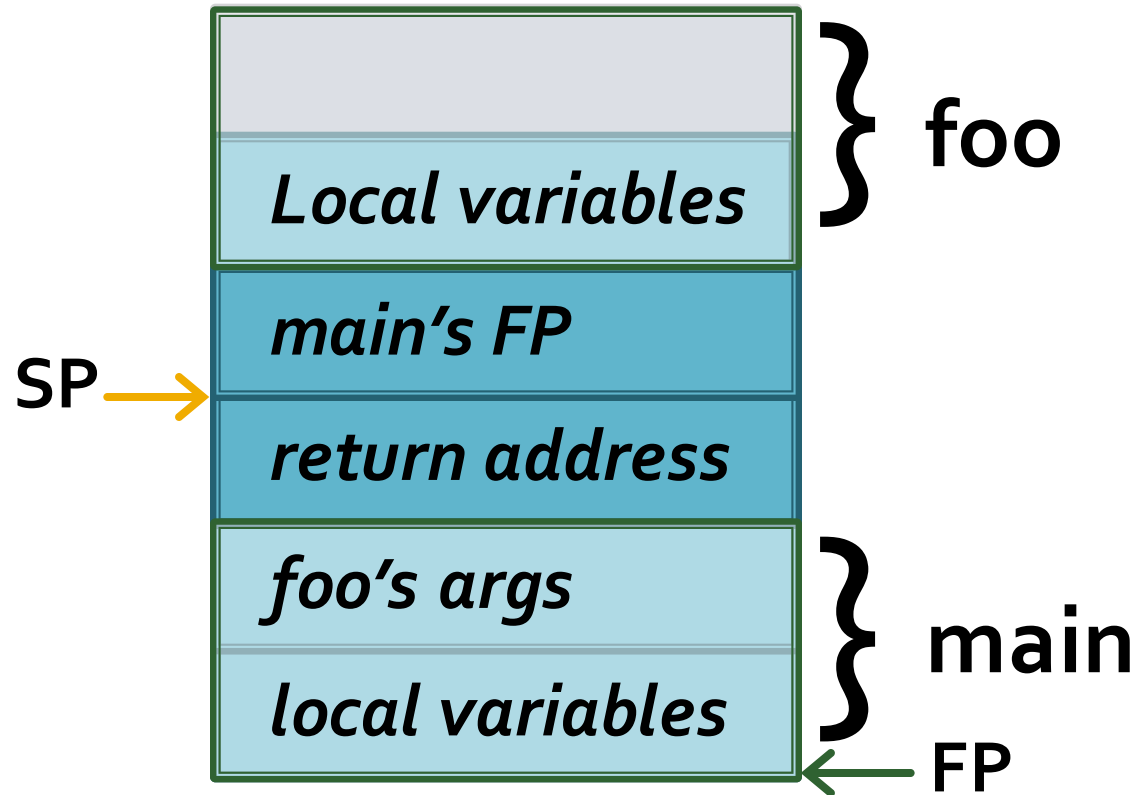 foo
Local variables
main’s FP
SP
return address
foo’s args
main
local variables
FP